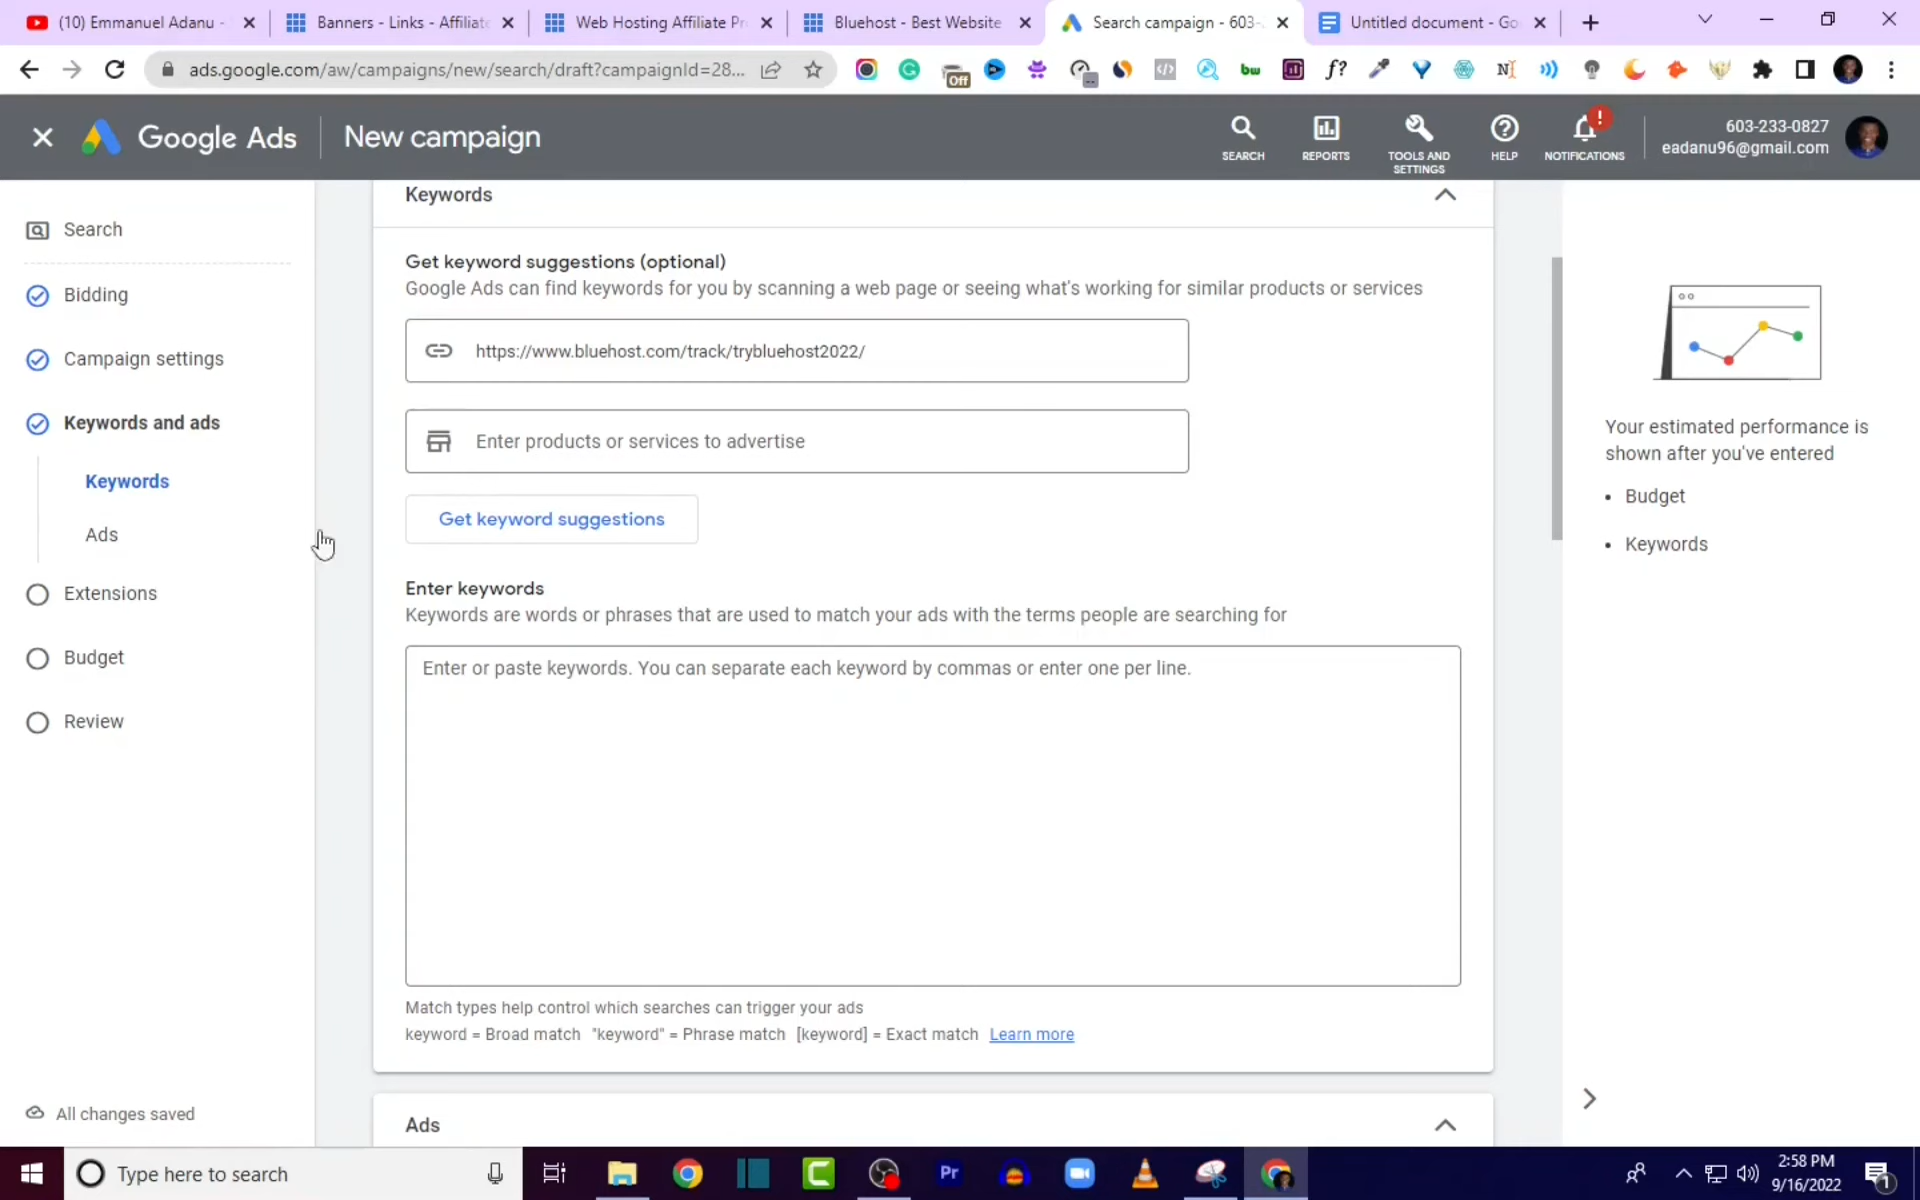 (10) Emmanuel Adanu -
Banners - Links - Affiliate
Web Hosting Affiliate Pr
Bluehost - Best Website
Search campaign - 603-
Untitled document - Go
ads.google.com/aw/campaigns/new/search/draft?campaignId=28...
Off
bw
f?
N
Google Ads
New campaign
SEARCH
REPORTS
TOOLS AND
SETTINGS
HELP
NOTIFICATIONS
!
603-233-0827
eadanu96@gmail.com
Search
Bidding
Campaign settings
Keywords and ads
Keywords
Ads
Extensions
Budget
Review
All changes saved
Keywords
Get keyword suggestions (optional)
Google Ads can find keywords for you by scanning a web page or seeing what's working for similar products or services
https://www.bluehost.com/track/trybluehost2022/
Enter products or services to advertise
Get keyword suggestions
Enter keywords
Keywords are words or phrases that are used to match your ads with the terms people are searching for
Enter or paste keywords. You can separate each keyword by commas or enter one per line.
Match types help control which searches can trigger your ads
keyword = Broad match "keyword" = Phrase match [keyword] = Exact match Learn more
Ads
Your estimated performance is
shown after you've entered
• Budget
• Keywords
Type here to search
Pr
2:58 PM
9/16/2022
1